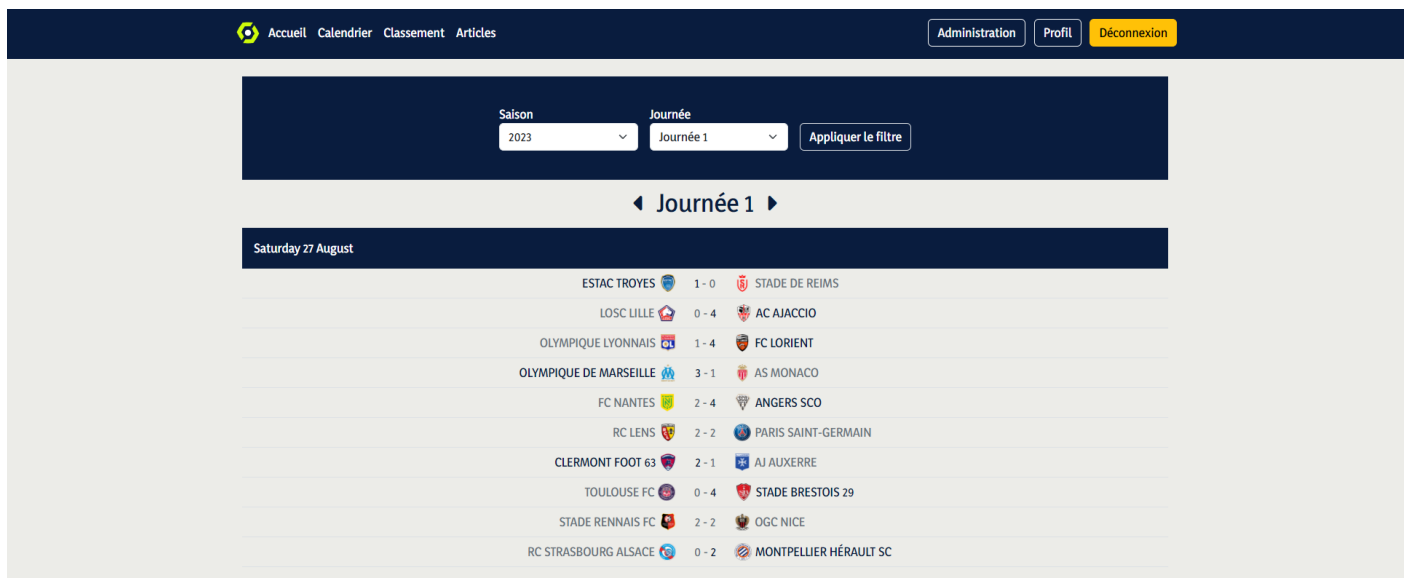 Accueil Calendrier Classement Articles Administration Profil Déconnexion
Saison Journée
2023 Journée 1 Appliquer le filtre
Journée 1
Saturday 27 August
ESTAC TROYES 1 - 0 STADE DE REIMS
LOSC LILLE 0 - 4 AC AJACCIO
OLYMPIQUE LYONNAIS 1 - 4 FC LORIENT
OLYMPIQUE DE MARSEILLE 3 - 1 AS MONACO
FC NANTES 2 - 4 ANGERS SCO
RC LENS 2 - 2 PARIS SAINT-GERMAIN
CLERMONT FOOT 63 2 - 1 AJ AUXERRE
TOULOUSE FC 0 - 4 STADE BRESTOIS 29
STADE RENNAIS FC 2 - 2 OGC NICE
RC STRASBOURG ALSACE 0 - 2 MONTPELLIER HÉRAULT SC